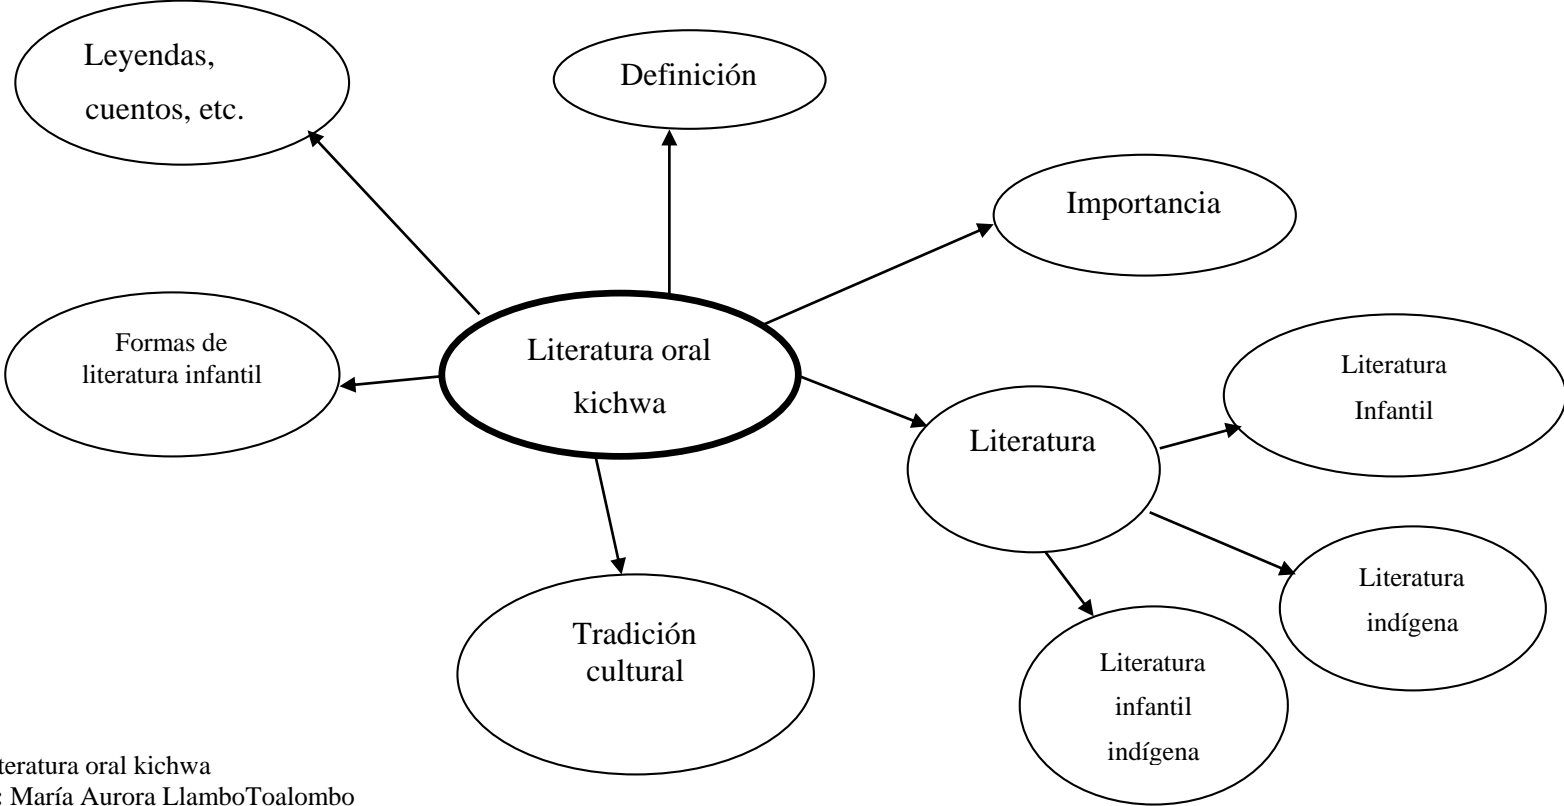 Leyendas,
cuentos, etc.
Definición
Importancia
Formas de
literatura infantil
Literatura oral
kichwa
Literatura
Literatura
Infantil
Literatura
indígena
Literatura
infantil
indígena
Tradición
cultural
teratura oral kichwa
: María Aurora LlamboToalombo